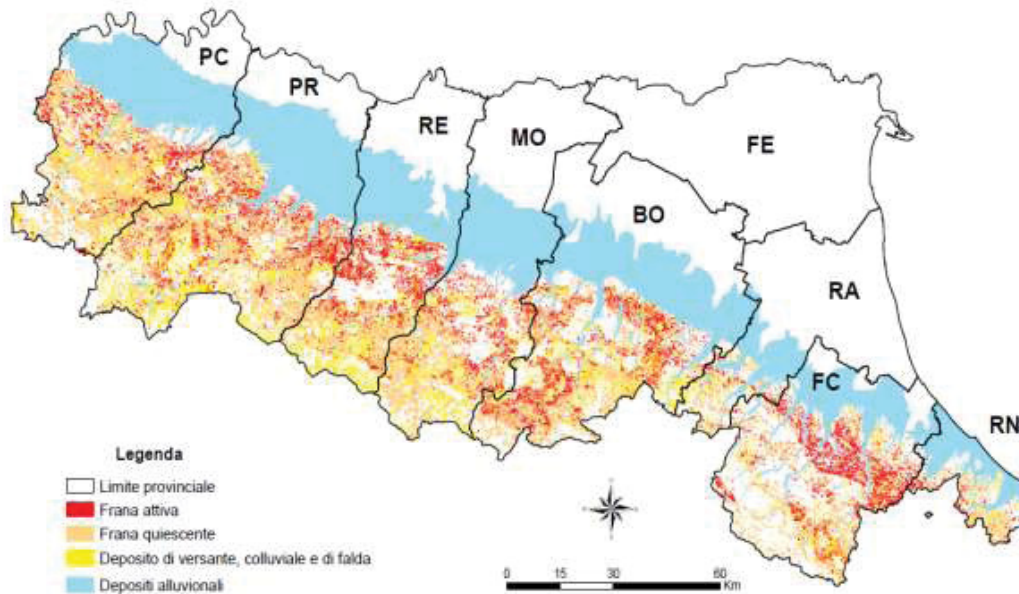 PC
PR
RE
MO
FE
BO
RA
FC
RN
Legenda
Limite provinciale
Frana attiva
Frana quiescente
Deposito di versante, colluviale e di falda
Depositi alluvionali
0 15 30 60
Km